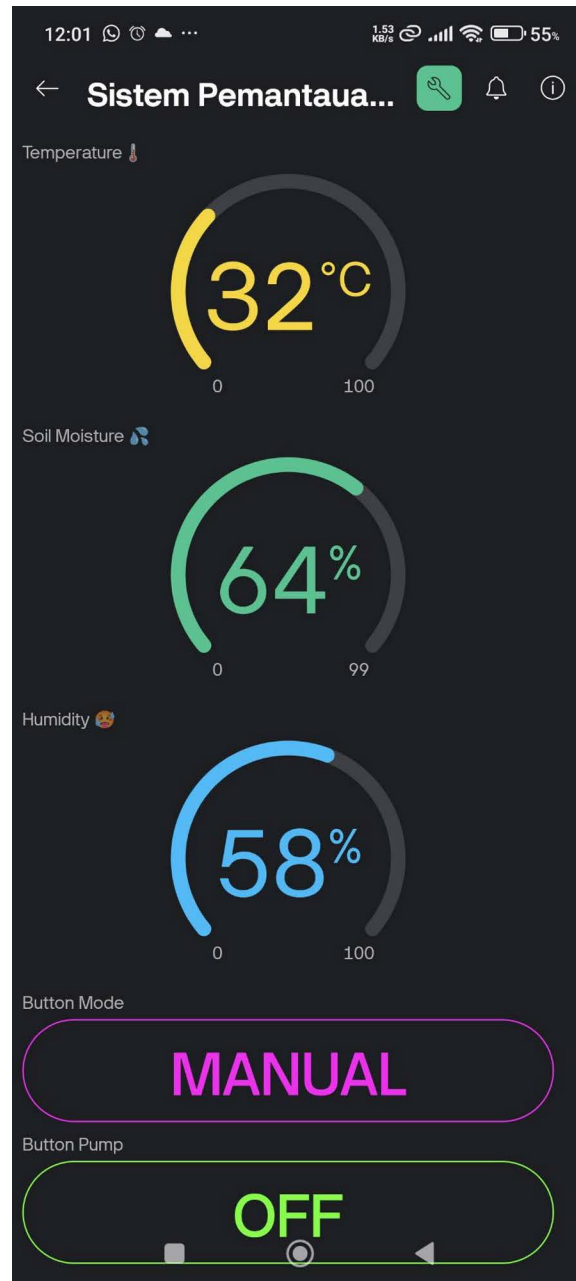 12:01 ... 1.53 KB/s 55%
Sistem Pemantaua...
Temperature 🌡️
32°C
0 100
Soil Moisture 💦
64%
0 99
Humidity 🥵
58%
0 100
Button Mode
MANUAL
Button Pump
OFF